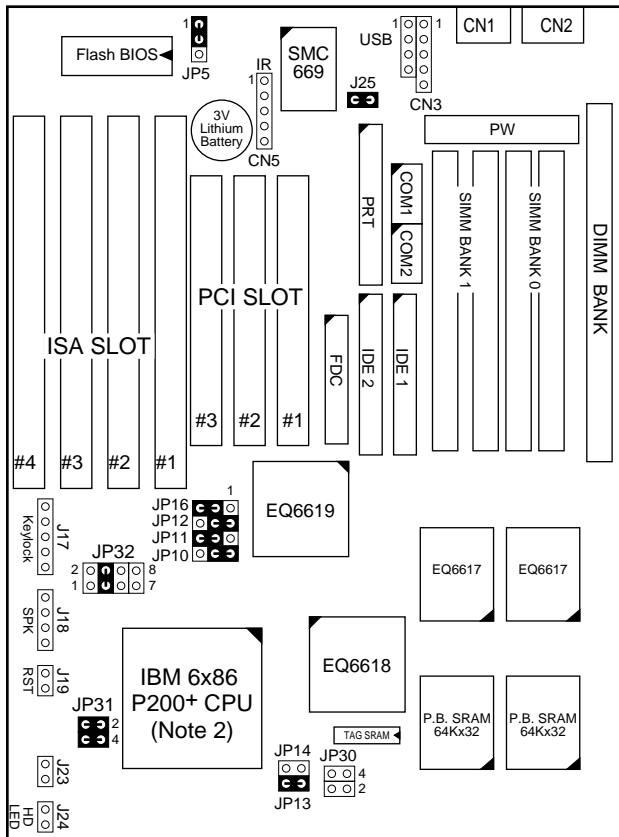 Flash BIOS
1
JP5
IR
1
CN5
SMC
669
J25
USB
1
1
CN3
CN1
CN2
3V
Lithium
Battery
PW
PRT
COM1
COM2
SIMM BANK 1
SIMM BANK 0
DIMM BANK
ISA SLOT
PCI SLOT
FDC
IDE 2
IDE 1
#4
#3
#2
#1
#3
#2
#1
J17
Keylock
JP16
JP12
JP11
JP10
1
EQ6619
JP32
2
1
8
7
EQ6617
EQ6617
J18
SPK
J19
RST
JP31
2
4
IBM 6x86
P200+ CPU
(Note 2)
EQ6618
TAG SRAM
P.B. SRAM
64Kx32
P.B. SRAM
64Kx32
JP14
JP13
JP30
4
2
J23
J24
HD
LED